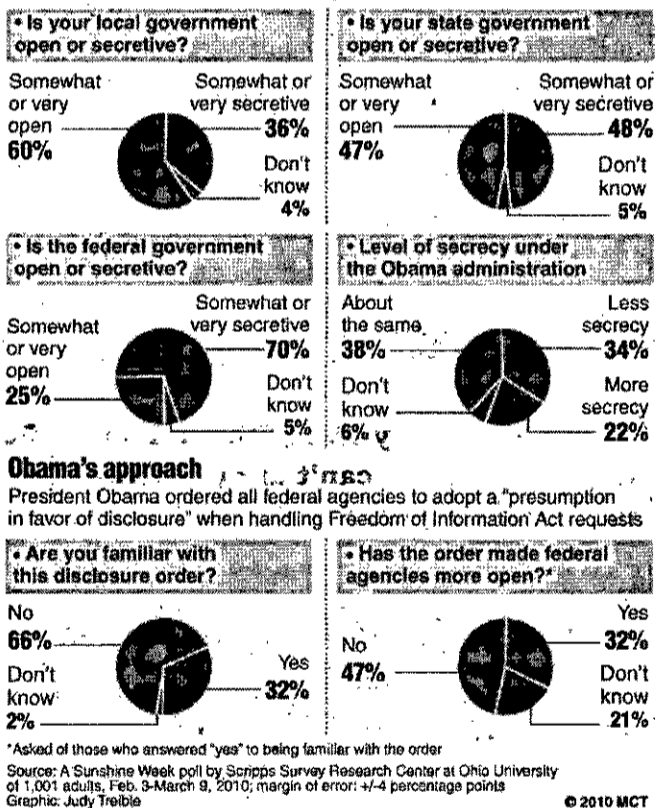 • Is your local government
open or secretive?
Somewhat
or very
open
60%
Somewhat or
very secretive
36%
Don't
know
4%
• Is your state government
open or secretive?
Somewhat
or very
open
47%
Somewhat or
very secretive
48%
Don't
know
5%
• Is the federal government
open or secretive?
Somewhat
or very
open
25%
Somewhat or
very secretive
70%
Don't
know
5%
• Level of secrecy under
the Obama administration
About
the same
38%
Don't
know
6%
Less
secrecy
34%
More
secrecy
22%
Obama's approach
can't
President Obama ordered all federal agencies to adopt a "presumption
in favor of disclosure" when handling Freedom of Information Act requests
• Are you familiar with
this disclosure order?
No
66%
Don't
know
2%
Yes
32%
• Has the order made federal
agencies more open?*
No
47%
Yes
32%
Don't
know
21%
*Asked of those who answered "yes" to being familiar with the order
Source: A Sunshine Week poll by Scripps Survey Research Center at Ohio University
of 1,001 adults, Feb. 3-March 9, 2010; margin of error: +/-4 percentage points
Graphic: Judy Treible
© 2010 MCT